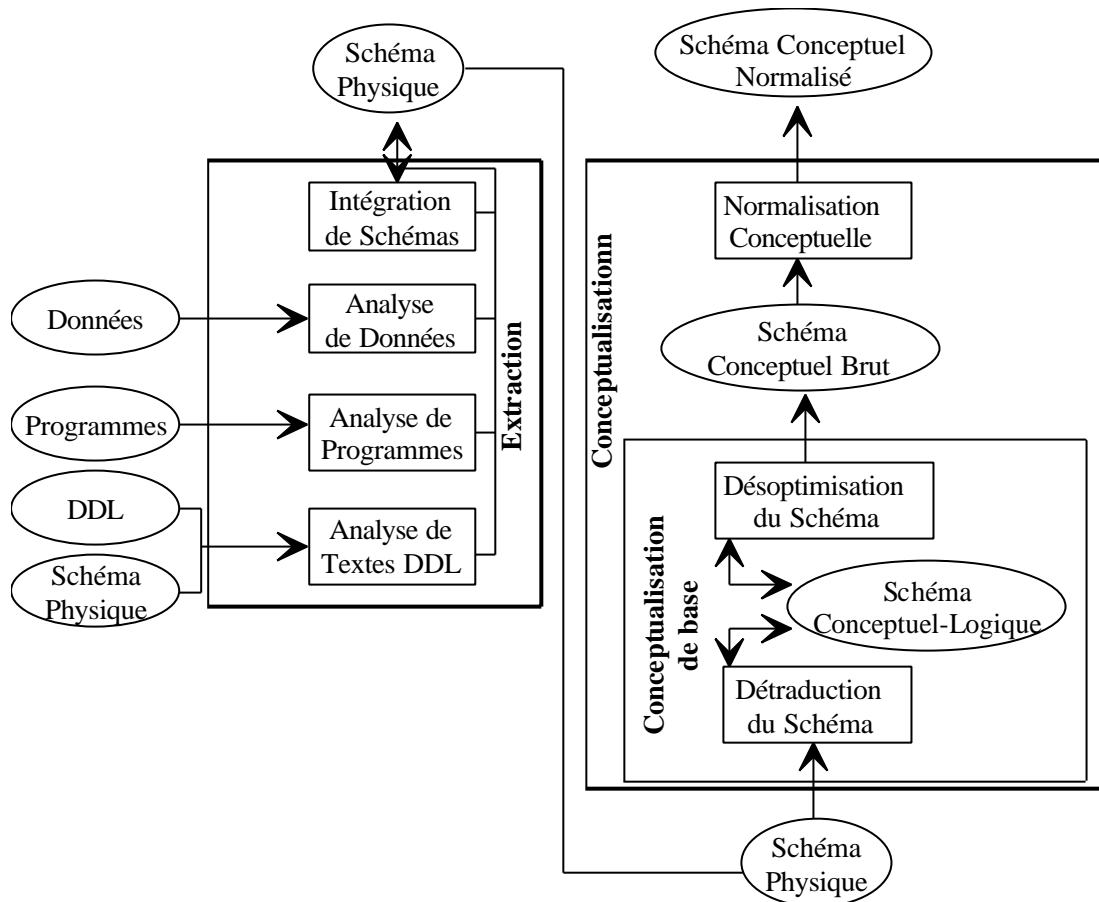 Schéma
Physique
Intégration
de Schémas
Données
Analyse
de Données
Programmes
Analyse de
Programmes
DDL
Schéma
Physique
Analyse de
Textes DDL
Extraction
Schéma Conceptuel
Normalisé
Normalisation
Conceptuelle
Schéma
Conceptuel Brut
Conceptualisationn
Désoptimisation
du Schéma
Schéma
Conceptuel-Logique
Conceptualisation
de base
Détraduction
du Schéma
Schéma
Physique